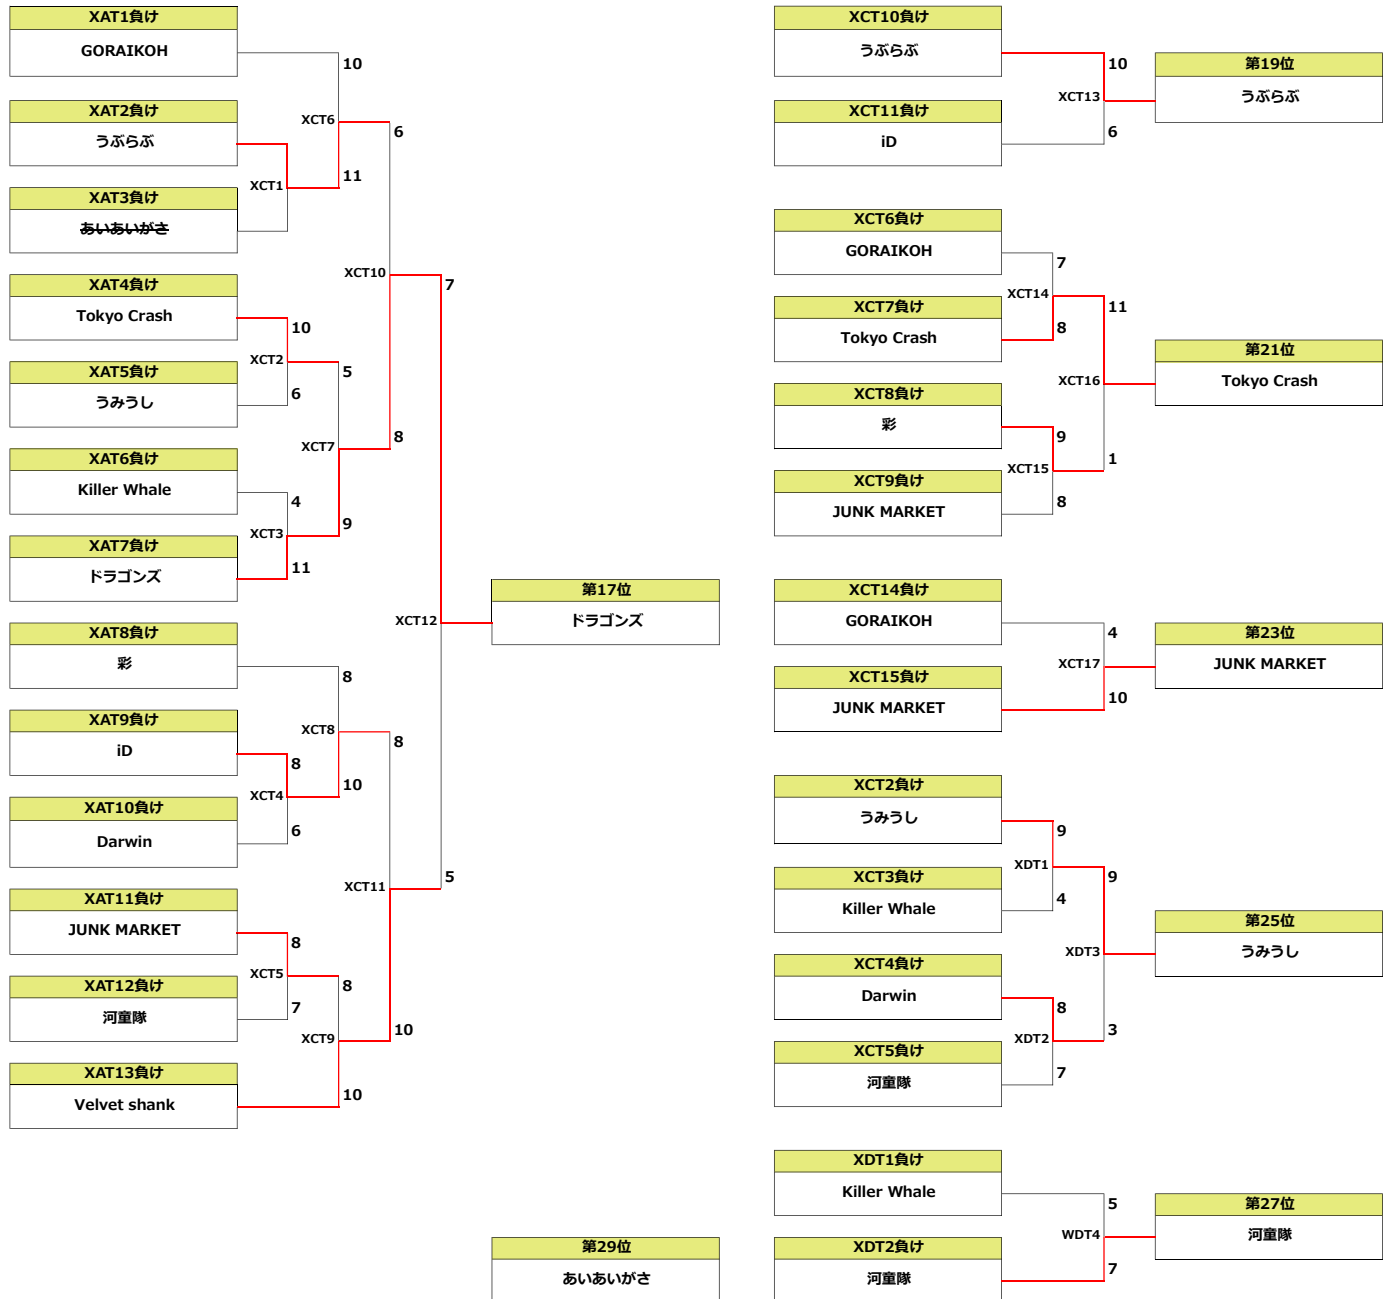 XAT1負け
GORAIKOH
10
XAT2負け
XCT6
6
うぶらぶ
XCT1
11
XAT3負け
あいあいがさ
XCT10
7
XAT4負け
Tokyo Crash
10
XCT2
5
XAT5負け
6
うみうし
XCT7
8
XAT6負け
Killer Whale
4
XCT3
9
XAT7負け
11
ドラゴンズ
XCT12
第17位
ドラゴンズ
XAT8負け
彩
8
XAT9負け
XCT8
8
iD
8
XCT4
10
XAT10負け
6
Darwin
XCT11
5
XAT11負け
JUNK MARKET
8
XCT5
8
XAT12負け
7
河童隊
XCT9
10
XAT13負け
Velvet shank
10
第29位
あいあいがさ
XCT10負け
うぶらぶ
10
XCT13
第19位
うぶらぶ
XCT11負け
6
iD
XCT6負け
GORAIKOH
7
XCT14
11
XCT7負け
8
Tokyo Crash
XCT16
第21位
Tokyo Crash
XCT8負け
彩
9
XCT15
1
XCT9負け
8
JUNK MARKET
XCT14負け
GORAIKOH
4
XCT17
第23位
JUNK MARKET
XCT15負け
10
JUNK MARKET
XCT2負け
うみうし
9
XDT1
9
XCT3負け
4
Killer Whale
XDT3
第25位
うみうし
XCT4負け
Darwin
8
XDT2
3
XCT5負け
7
河童隊
XDT1負け
Killer Whale
5
WDT4
第27位
河童隊
XDT2負け
7
河童隊